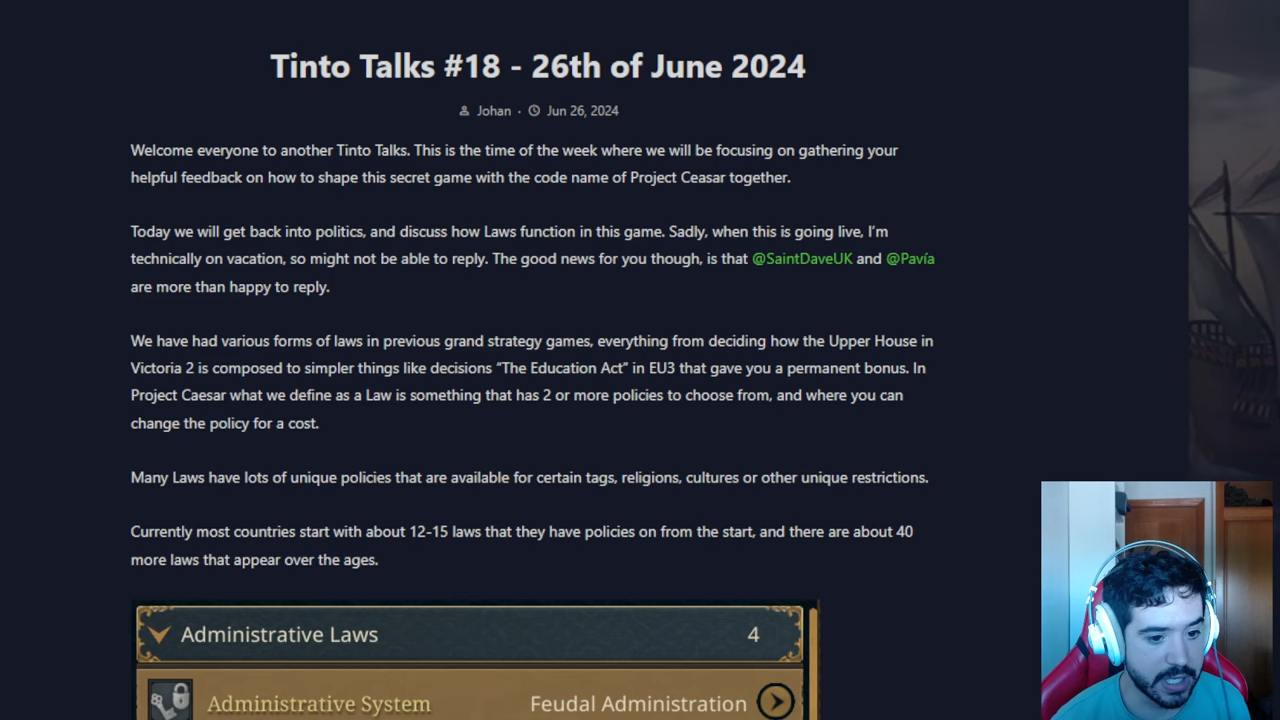 Tinto Talks #18 - 26th of June 2024
Johan · Jun 26, 2024
Welcome everyone to another Tinto Talks. This is the time of the week where we will be focusing on gathering your
helpful feedback on how to shape this secret game with the code name of Project Ceasar together.
Today we will get back into politics, and discuss how Laws function in this game. Sadly, when this is going live, I’m
technically on vacation, so might not be able to reply. The good news for you though, is that @SaintDaveUK and @Pavía
are more than happy to reply.
We have had various forms of laws in previous grand strategy games, everything from deciding how the Upper House in
Victoria 2 is composed to simpler things like decisions “The Education Act” in EU3 that gave you a permanent bonus. In
Project Caesar what we define as a Law is something that has 2 or more policies to choose from, and where you can
change the policy for a cost.
Many Laws have lots of unique policies that are available for certain tags, religions, cultures or other unique restrictions.
Currently most countries start with about 12-15 laws that they have policies on from the start, and there are about 40
more laws that appear over the ages.
Administrative Laws 4
Administrative System Feudal Administration